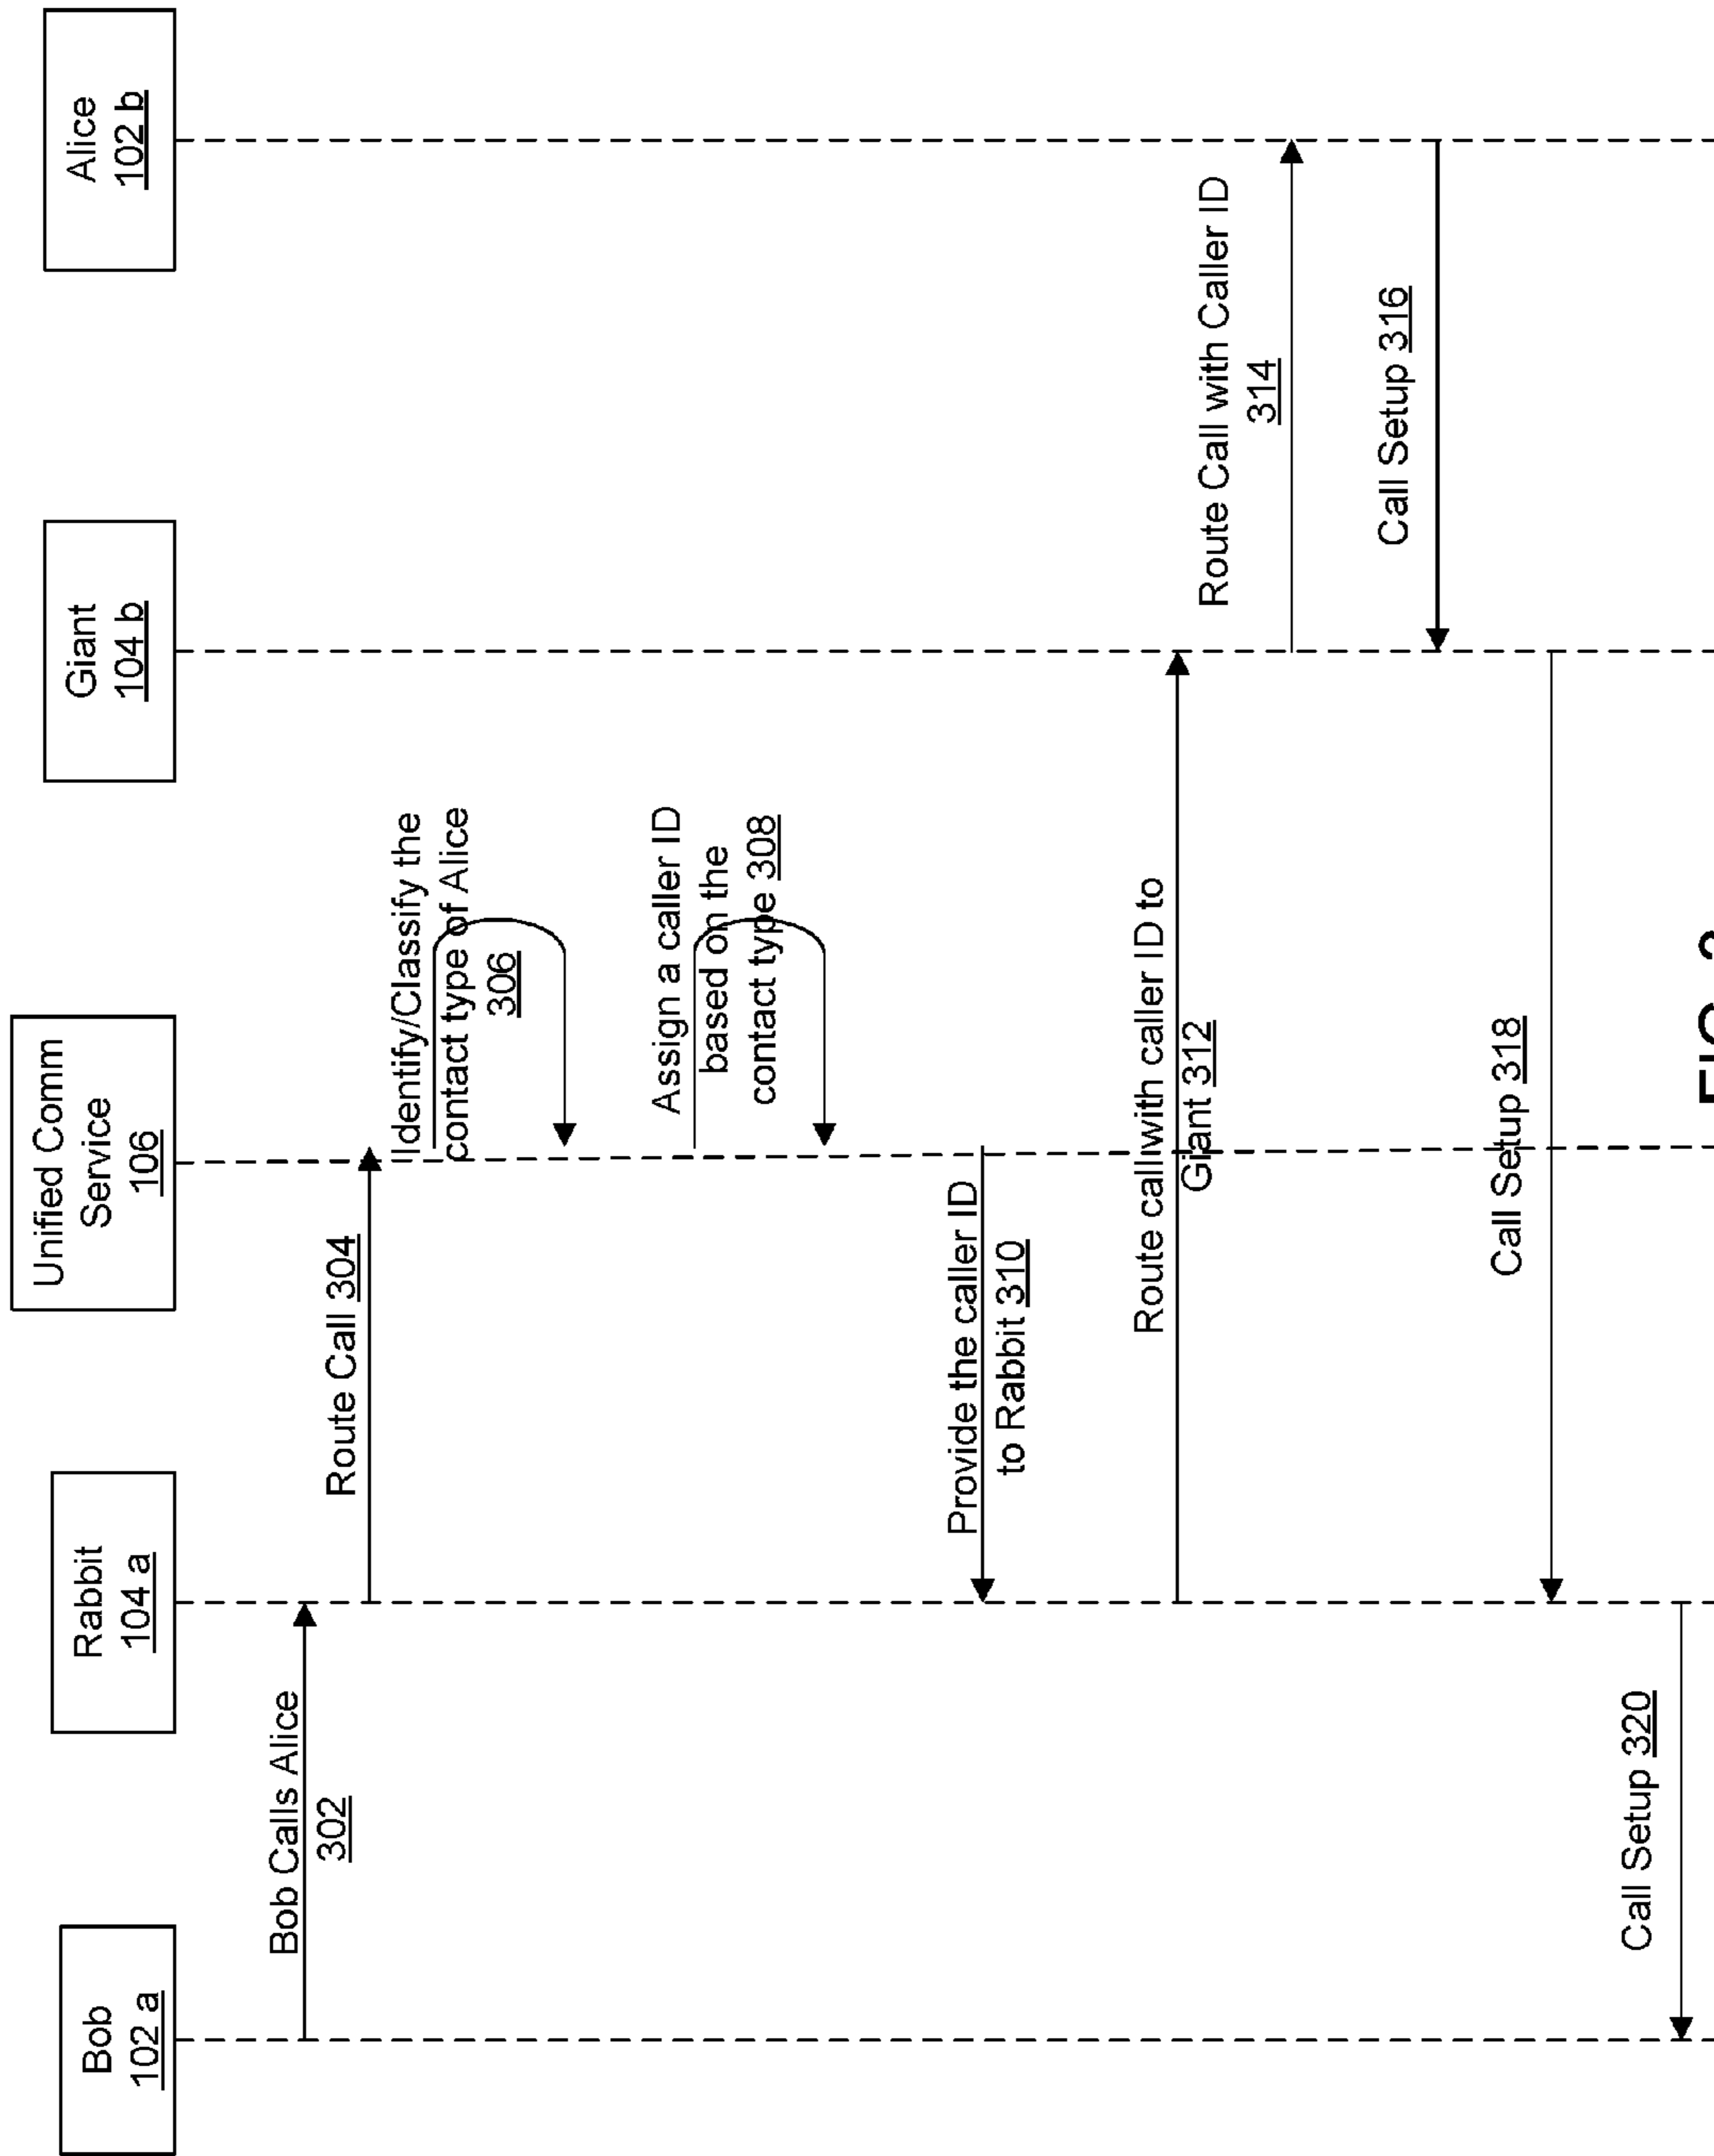 Bob
102 a
Rabbit
104 a
Unified Comm
Service
106
Giant
104 b
Alice
102 b
Bob Calls Alice
302
Route Call 304
Identify/Classify the
contact type of Alice
306
Assign a caller ID
based on the
contact type 308
Provide the caller ID
to Rabbit 310
Route call with caller ID to
Giant 312
Route Call with Caller ID
314
Call Setup 316
Call Setup 318
Call Setup 320